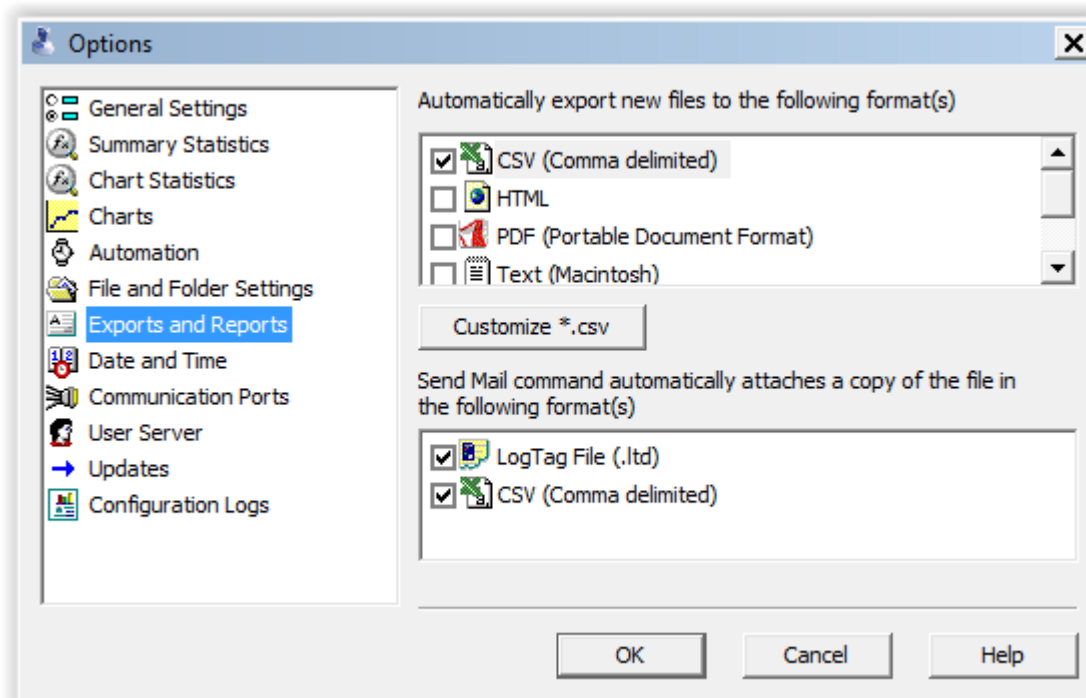 Options
General Settings
Summary Statistics
Chart Statistics
Charts
Automation
File and Folder Settings
Exports and Reports
Date and Time
Communication Ports
User Server
Updates
Configuration Logs
Automatically export new files to the following format(s)
CSV (Comma delimited)
HTML
PDF (Portable Document Format)
Text (Macintosh)
Customize *.csv
Send Mail command automatically attaches a copy of the file in
the following format(s)
LogTag File (.ltd)
CSV (Comma delimited)
OK
Cancel
Help